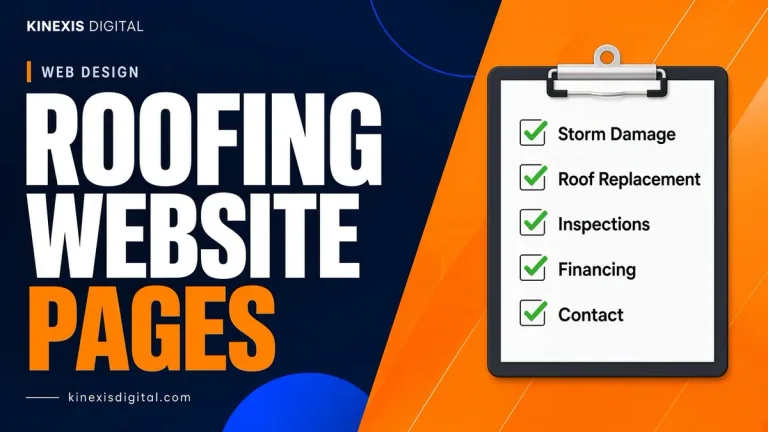 KINEXIS DIGITAL
WEB DESIGN
ROOFING
WEBSITE
PAGES
kinexisdigital.com
Storm Damage
Roof Replacement
Inspections
Financing
Contact